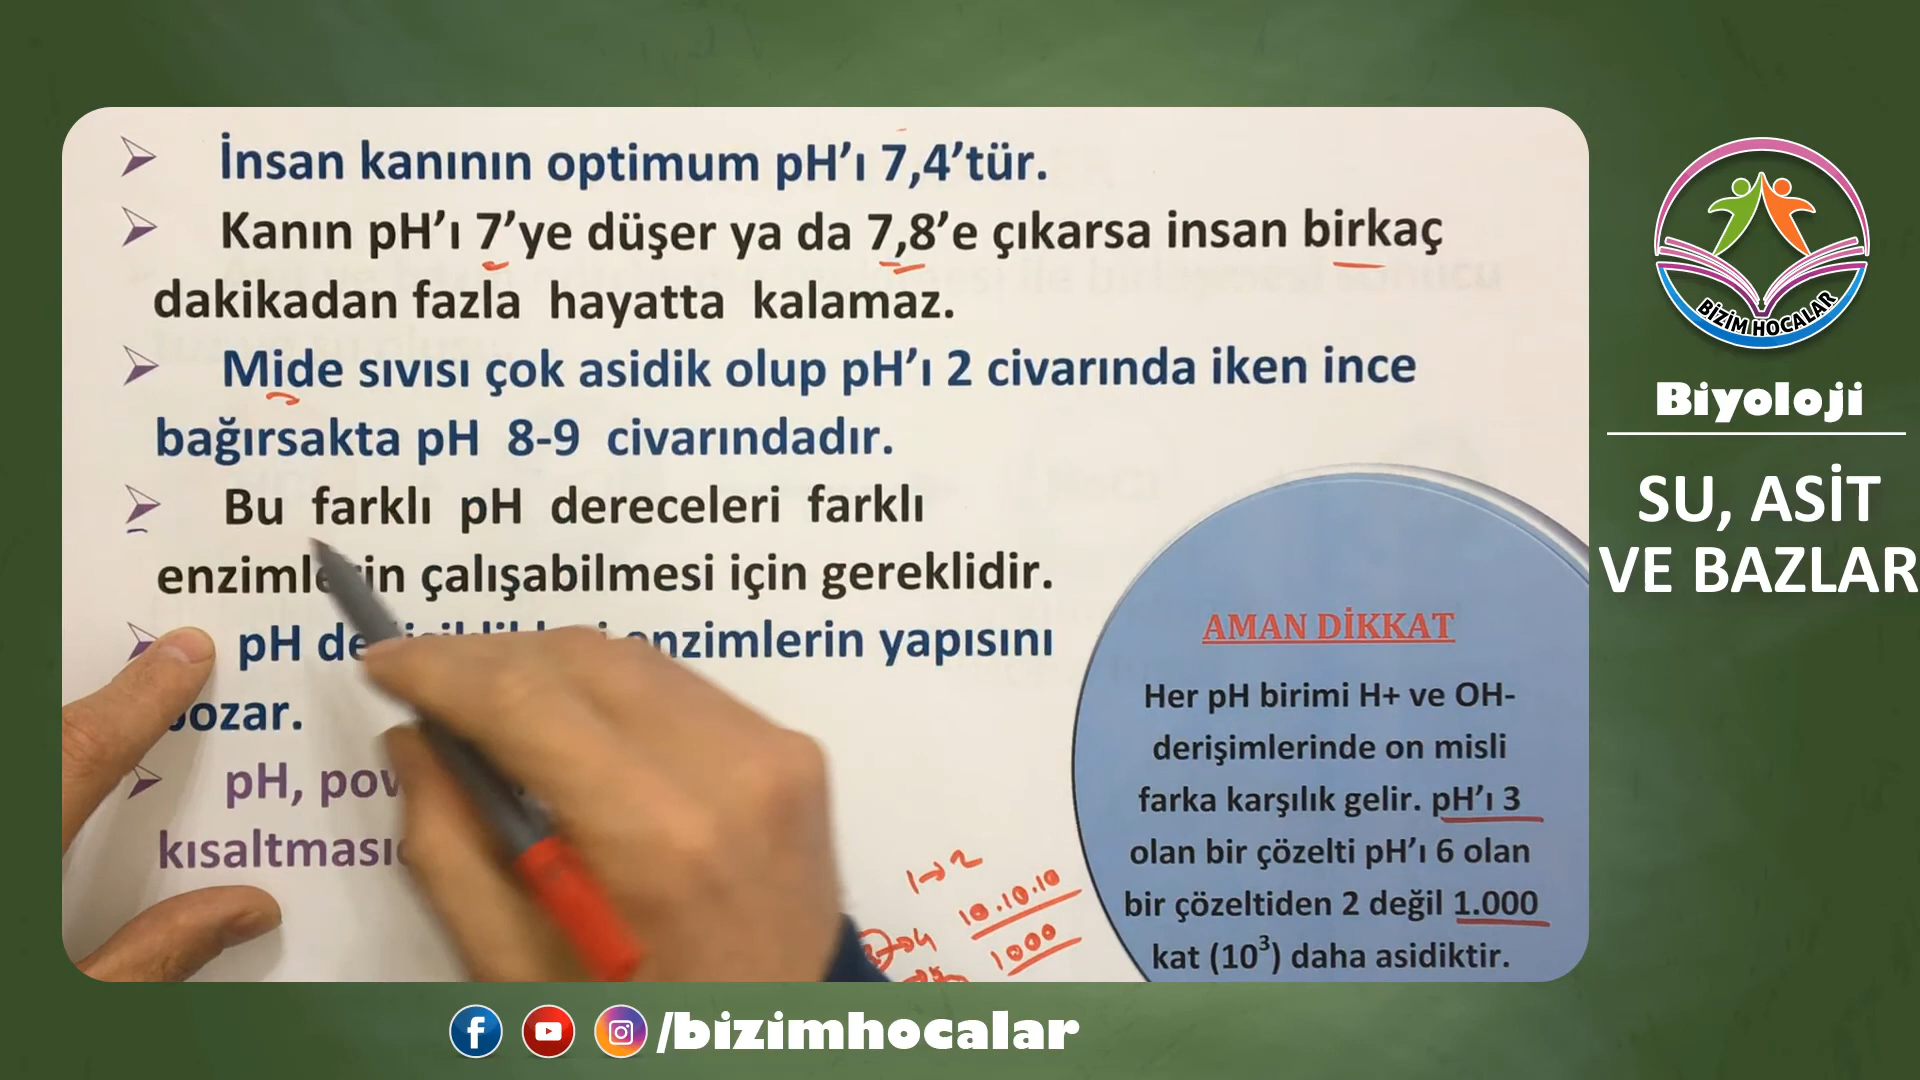 İnsan kanının optimum pH'ı 7,4'tür.
Kanın pH'ı 7'ye düşer ya da 7,8'e çıkarsa insan birkaç
dakikadan fazla hayatta kalamaz.
Mide sıvısı çok asidik olup pH'ı 2 civarında iken ince
bağırsakta pH 8-9 civarındadır.
Bu farklı pH dereceleri farklı
enzimlerin çalışabilmesi için gereklidir.
pH enzimlerin yapısını
bozar.
pH,
AMAN DİKKAT
Her pH birimi H+ ve OH-
derişimlerinde on misli
farka karşılık gelir. pH'ı 3
olan bir çözelti pH'ı 6 olan
bir çözeltiden 2 değil 1.000
kat (10³) daha asidiktir.
1→2
10.10.10
1000
BİZİM HOCALAR
Biyoloji
SU, ASİT
VE BAZLAR
/bizimhocalar